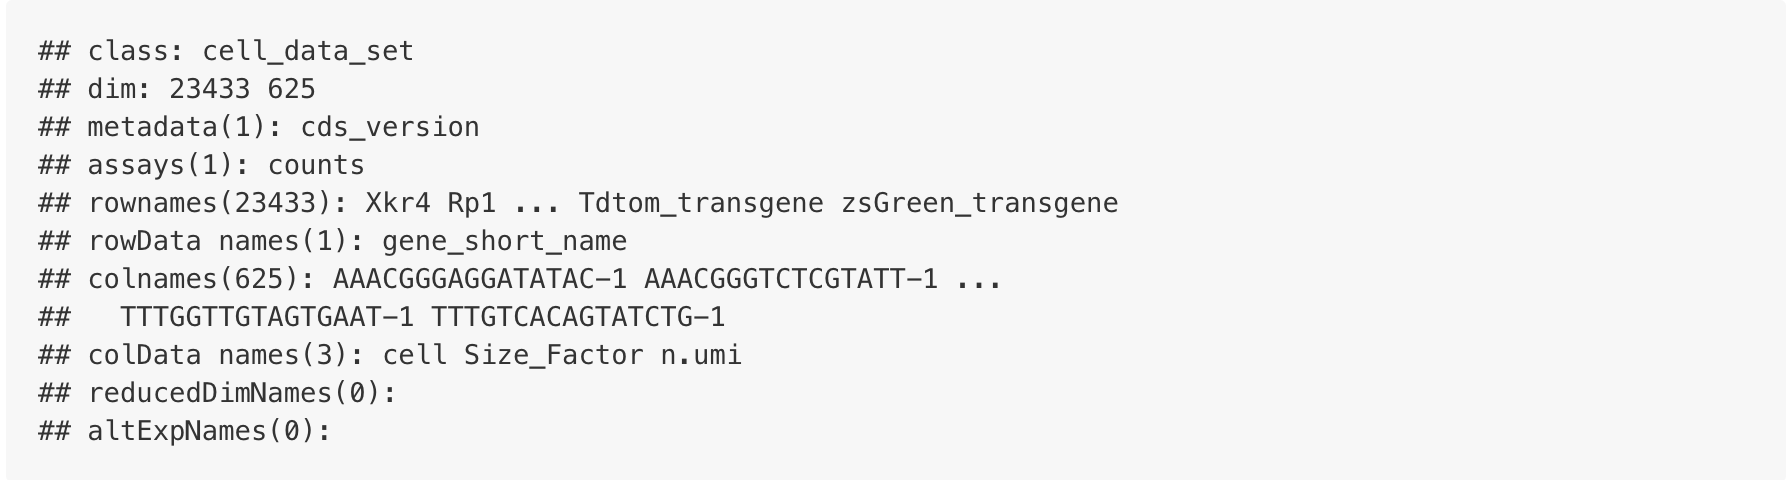 ## class: cell_data_set
## dim: 23433 625
## metadata(1): cds_version
## assays(1): counts
## rownames(23433): Xkr4 Rp1 ... Tdtom_transgene zsGreen_transgene
## rowData names(1): gene_short_name
## colnames(625): AAACGGGAGGATATAC-1 AAACGGGTCTCGTATT-1 ...
##   TTTGGTTGTAGTGAAT-1 TTTGTCACAGTATCTG-1
## colData names(3): cell Size_Factor n.umi
## reducedDimNames(0):
## altExpNames(0):